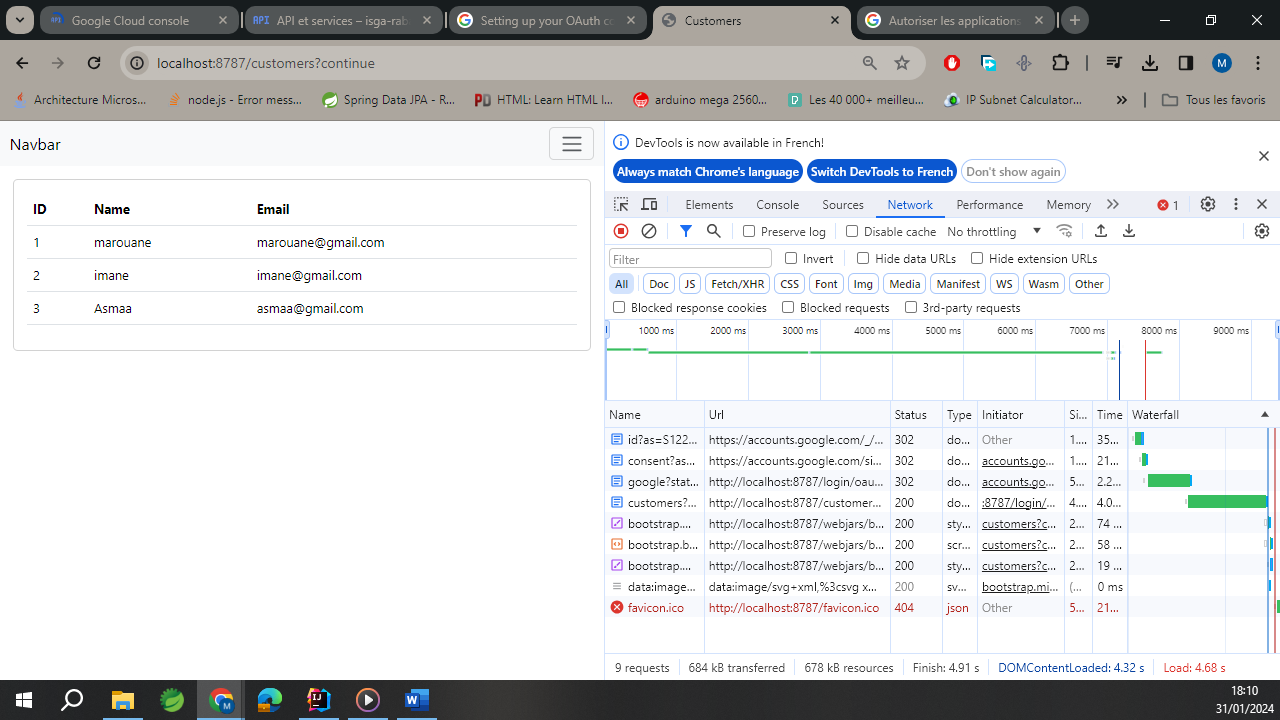 Google Cloud console
API API et services – isga-rab
Setting up your OAuth co
Customers
Autoriser les applications
localhost:8787/customers?continue
M
Architecture Micros...
node.js - Error mess...
Spring Data JPA - R...
HTML: Learn HTML I...
arduino mega 2560...
Les 40 000+ meilleu...
IP Subnet Calculator...
Tous les favoris
Navbar
ID Name Email
1 marouane marouane@gmail.com
2 imane imane@gmail.com
3 Asmaa asmaa@gmail.com
DevTools is now available in French!
Always match Chrome's language Switch DevTools to French Don't show again
Elements Console Sources Network Performance Memory 1
Preserve log Disable cache No throttling
Filter Invert Hide data URLs Hide extension URLs
All Doc JS Fetch/XHR CSS Font Img Media Manifest WS Wasm Other
Blocked response cookies Blocked requests 3rd-party requests
1000 ms 2000 ms 3000 ms 4000 ms 5000 ms 6000 ms 7000 ms 8000 ms 9000 ms
Name Url Status Type Initiator Si... Time Waterfall
id?as=S122... https://accounts.google.com/_/... 302 do... Other 1.... 35...
consent?as... https://accounts.google.com/si... 302 do... accounts.go... 1.... 21...
google?stat... http://localhost:8787/login/oau... 302 do... accounts.go... 5... 2.2...
customers?... http://localhost:8787/customer... 200 do... :8787/login/... 4.... 4.0...
bootstrap.... http://localhost:8787/webjars/b... 200 sty... customers?c... 2... 74 ...
bootstrap.b... http://localhost:8787/webjars/b... 200 scr... customers?c... 2... 58 ...
bootstrap.... http://localhost:8787/webjars/b... 200 sty... customers?c... 2... 19 ...
data:image... data:image/svg+xml,%3csvg x... 200 sv... bootstrap.mi... (... 0 ms
favicon.ico http://localhost:8787/favicon.ico 404 json Other 5... 21...
9 requests 684 kB transferred 678 kB resources Finish: 4.91 s DOMContentLoaded: 4.32 s Load: 4.68 s
18:10
31/01/2024